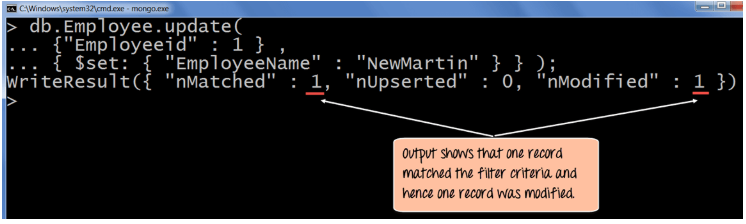 C:\Windows\system32\cmd.exe - mongo.exe
> db.Employee.update(
... {"Employeeid" : 1 } ,
... { $set: { "EmployeeName" : "NewMartin" } } );
WriteResult({ "nMatched" : 1, "nUpserted" : 0, "nModified" : 1 })
>
Output shows that one record
matched the filter criteria and
hence one record was modified.